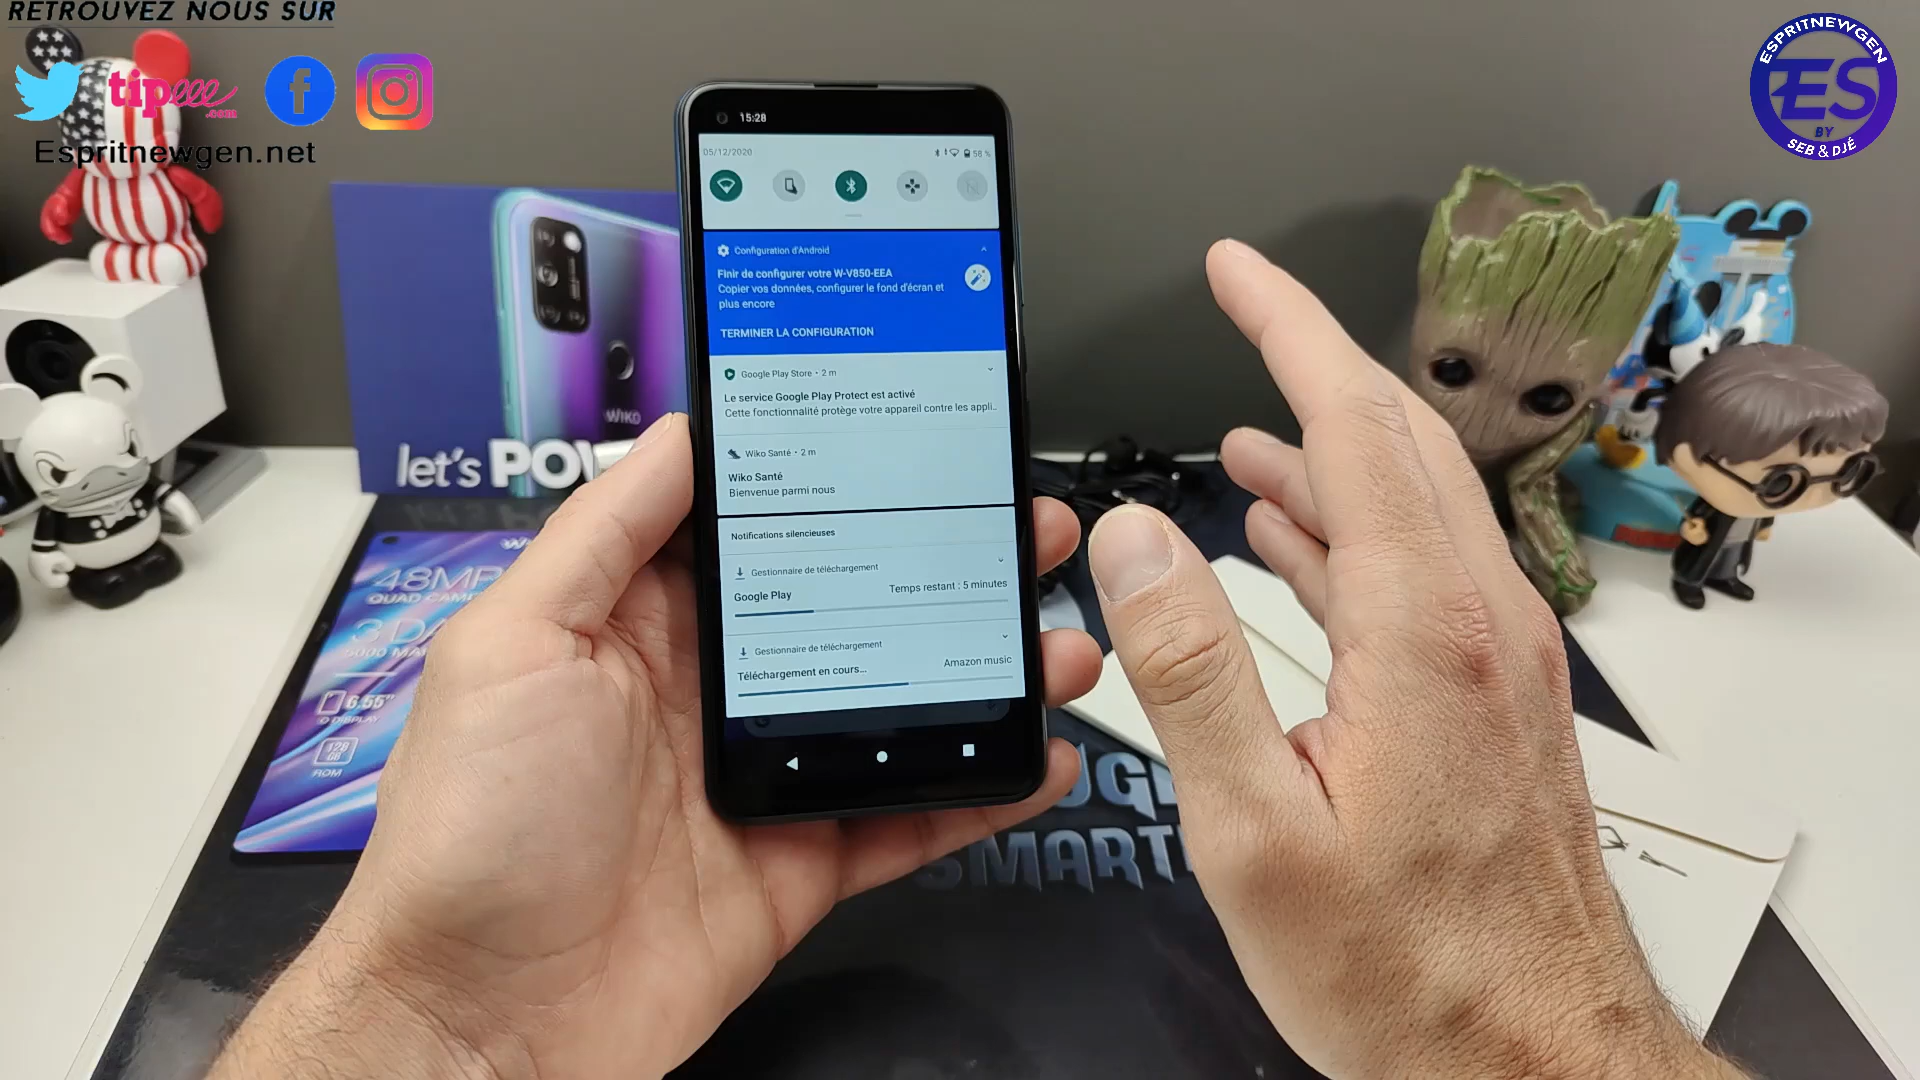 RETROUVEZ NOUS SUR
tipeee
.com
Espritnewgen.net
ESPRITNEWGEN
ES
BY
SEB & DJÉ
15:28
05/12/2020
58 %
Configuration d'Android
Finir de configurer votre W-V850-EEA
Copier vos données, configurer le fond d'écran et
plus encore
TERMINER LA CONFIGURATION
Google Play Store • 2 m
Le service Google Play Protect est activé
Cette fonctionnalité protège votre appareil contre les appli..
Wiko Santé • 2 m
Wiko Santé
Bienvenue parmi nous
Notifications silencieuses
Gestionnaire de téléchargement
Google Play
Temps restant : 5 minutes
Gestionnaire de téléchargement
Téléchargement en cours...
Amazon music
WIKO
let's
48MP
QUAD
5000
6.55"
DISPLAY
128
GB
ROM